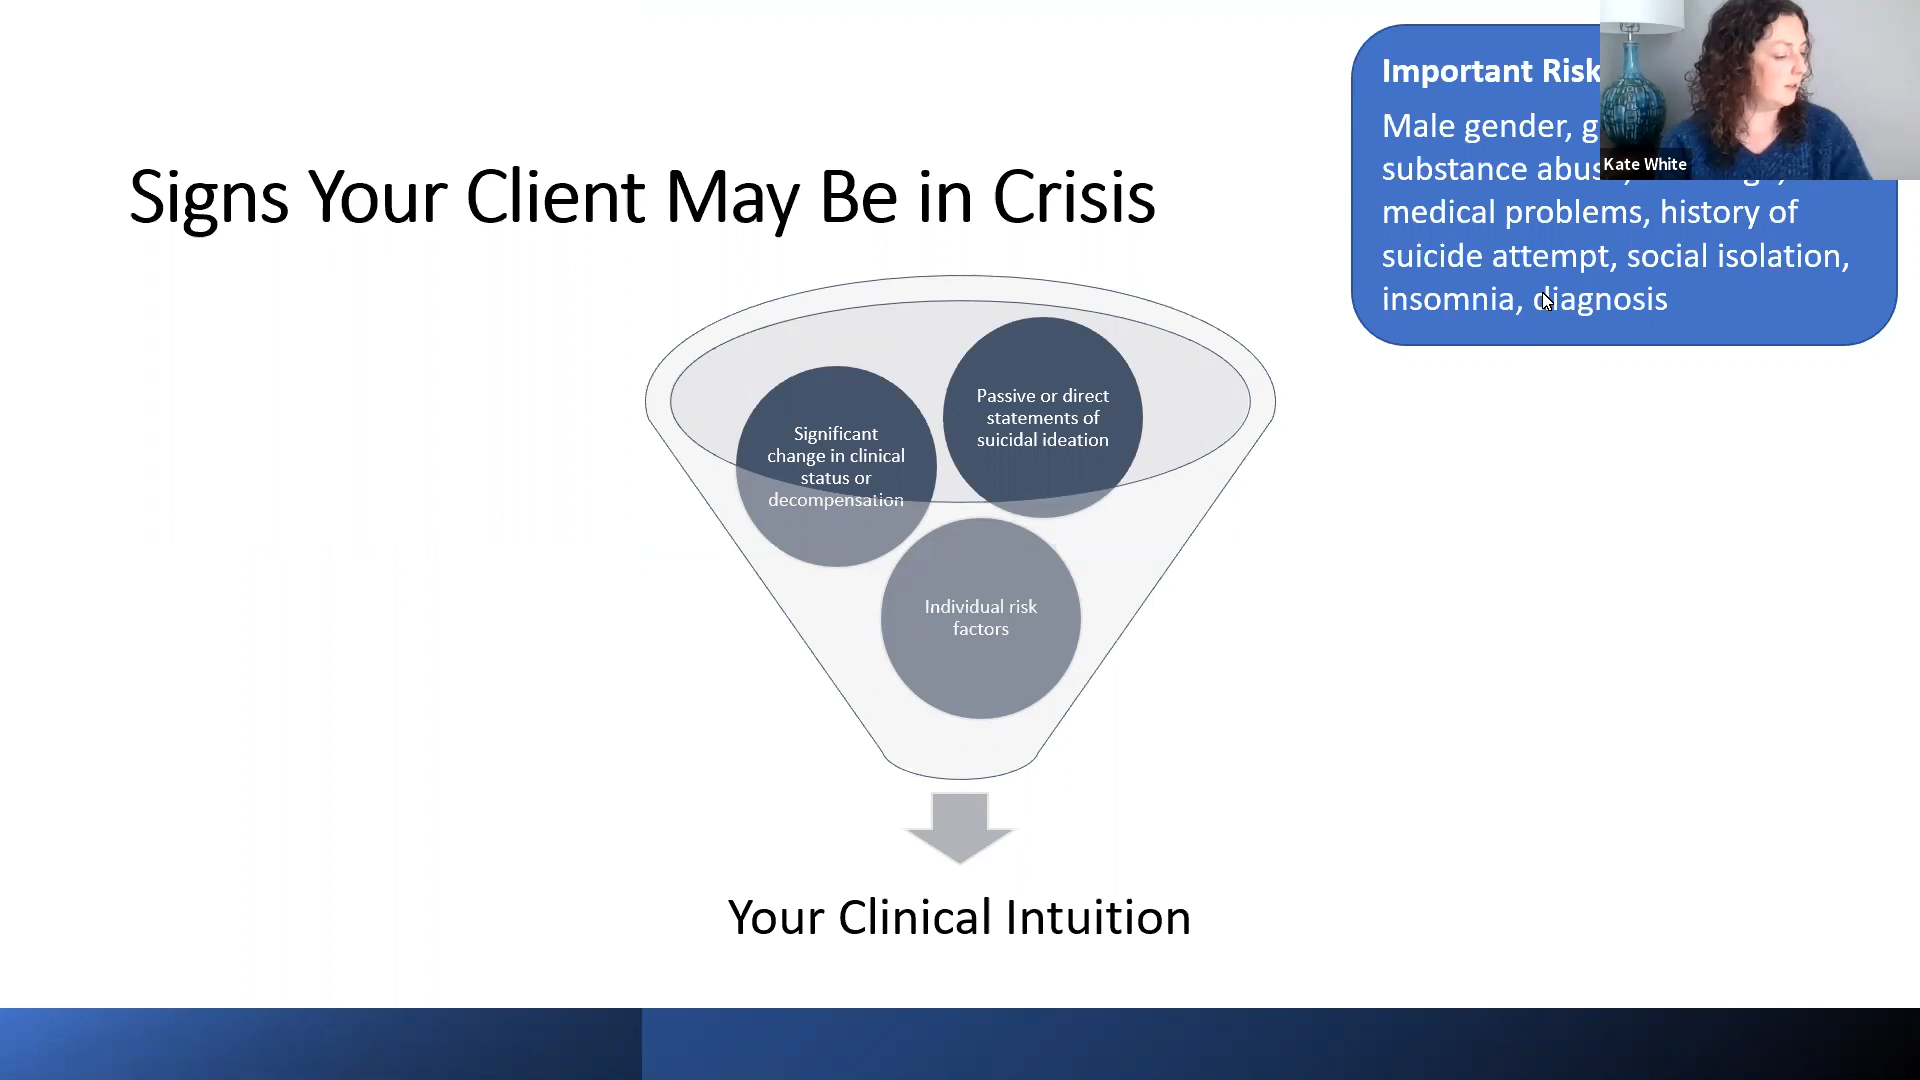 Important Risk
Male gender,
substance
medical problems, history of
suicide attempt, social isolation,
insomnia, diagnosis
Kate White
Signs Your Client May Be in Crisis
Passive or direct
statements of
suicidal ideation
Significant
change in clinical
status or
decompensation
Individual risk
factors
Your Clinical Intuition